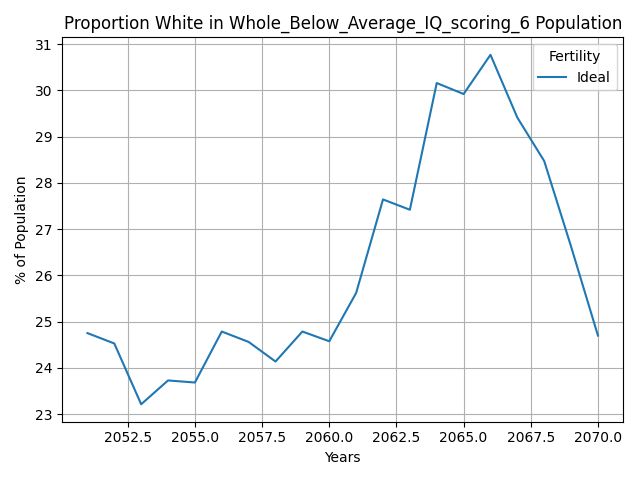 Proportion White in Whole_Below_Average_IQ_scoring_6 Population
Fertility
Ideal
31
30
29
28
27
26
25
24
23
% of Population
2052.5 2055.0 2057.5 2060.0 2062.5 2065.0 2067.5 2070.0
Years